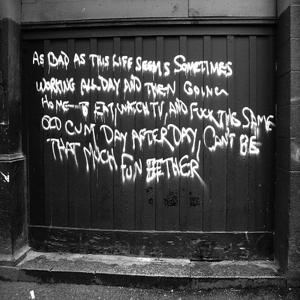 AS BAD AS THIS LIFE SEEMS SOMETIMES
WORKING ALL DAY AND THEN GOING
HOME TO EAT, WATCH TV, AND FUCK THE SAME
OLD CUM DAY AFTER DAY, CAN'T BE
THAT MUCH FUN EITHER